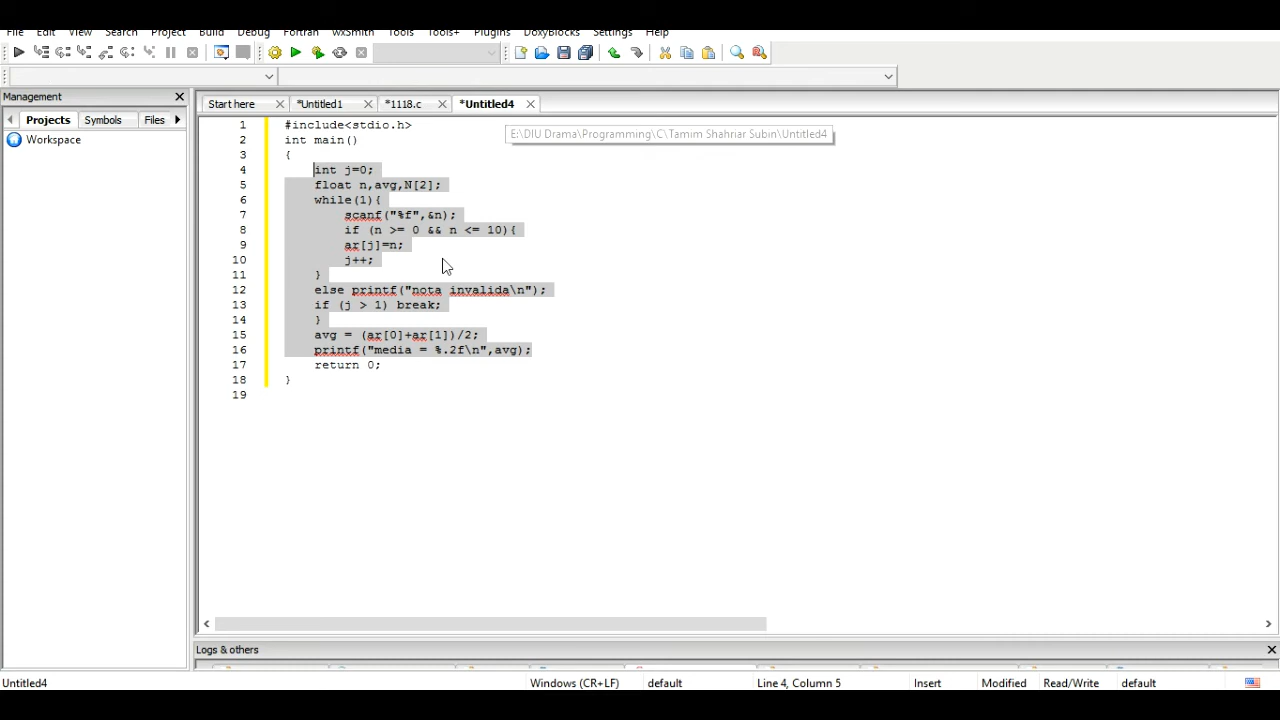 File Edit View Search Project Build Debug Fortran wxSmith Tools Tools+ Plugins DoxyBlocks Settings Help
Management
Start here *Untitled1 *1118.c *Untitled4
Projects Symbols Files
E:\DIU Drama\Programming\C\Tamim Shahriar Subin\Untitled4
Workspace
1 #include<stdio.h>
2 int main()
3 {
4 int j=0;
5 float n,avg,N[2];
6 while(1){
7 scanf("%f",&n);
8 if (n >= 0 && n <= 10){
9 ar[j]=n;
10 j++;
11 }
12 else printf("nota invalida\n");
13 if (j > 1) break;
14 }
15 avg = (ar[0]+ar[1])/2;
16 printf("media = %.2f\n",avg);
17 return 0;
18 }
19
Logs & others
Untitled4 Windows (CR+LF) default Line 4, Column 5 Insert Modified Read/Write default